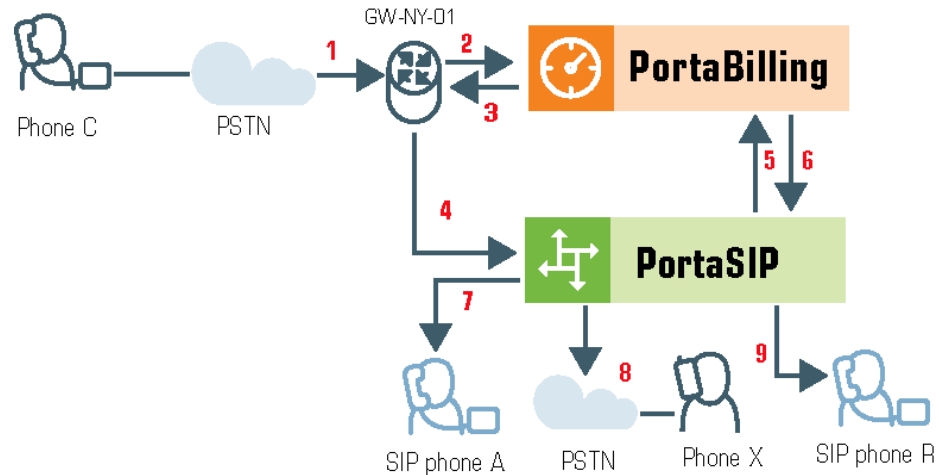 GW-NY-01
1
2
PortaBilling
3
Phone C
PSTN
5
6
4
PortaSIP
7
8
9
SIP phone A
PSTN
Phone X
SIP phone R